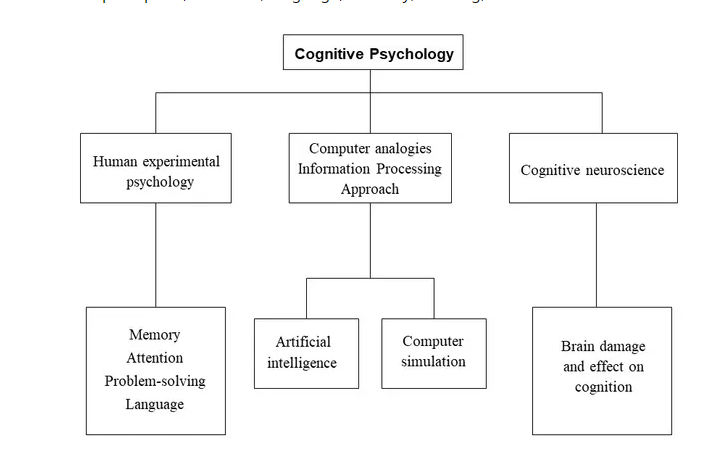 Cognitive Psychology
Human experimental
psychology
Computer analogies
Information Processing
Approach
Cognitive neuroscience
Memory
Attention
Problem-solving
Language
Artificial
intelligence
Computer
simulation
Brain damage
and effect on
cognition